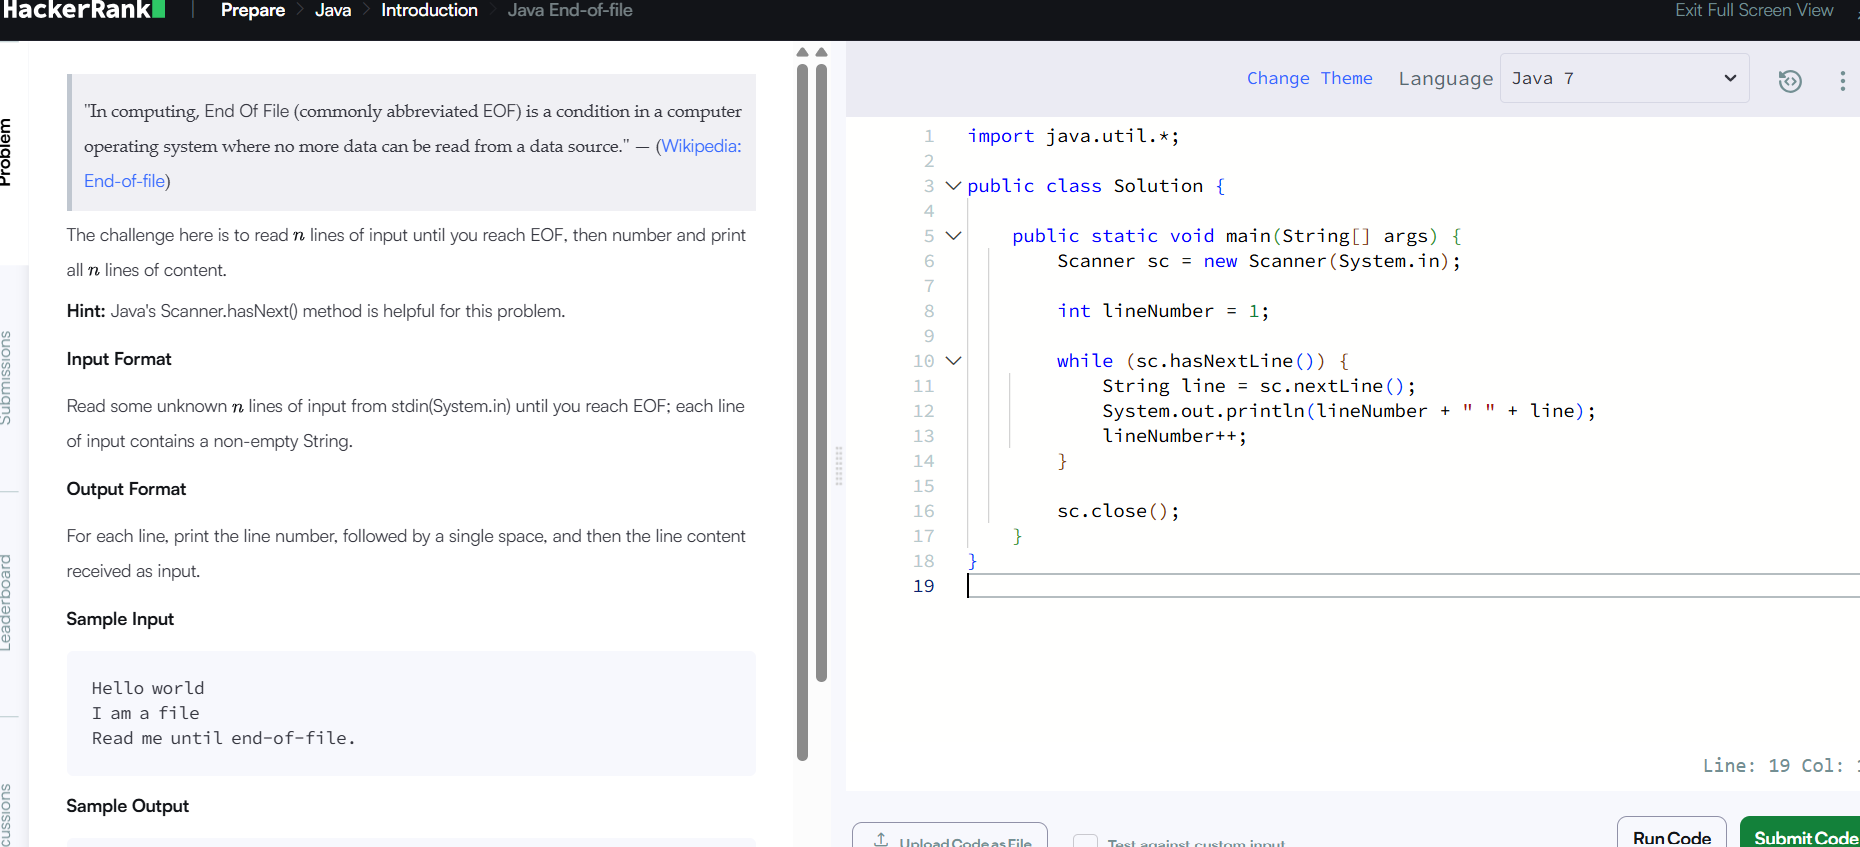 HackerRank
Prepare > Java > Introduction > Java End-of-file
Exit Full Screen View
Problem
Submissions
Leaderboard
"In computing, End Of File (commonly abbreviated EOF) is a condition in a computer
operating system where no more data can be read from a data source." — (Wikipedia:
End-of-file)
The challenge here is to read n lines of input until you reach EOF, then number and print
all n lines of content.
Hint: Java's Scanner.hasNext() method is helpful for this problem.
Input Format
Read some unknown n lines of input from stdin(System.in) until you reach EOF; each line
of input contains a non-empty String.
Output Format
For each line, print the line number, followed by a single space, and then the line content
received as input.
Sample Input
Hello world
I am a file
Read me until end-of-file.
Sample Output
Change Theme Language Java 7
1 import java.util.*;
2
3 public class Solution {
4
5     public static void main(String[] args) {
6         Scanner sc = new Scanner(System.in);
7
8         int lineNumber = 1;
9
10         while (sc.hasNextLine()) {
11             String line = sc.nextLine();
12             System.out.println(lineNumber + " " + line);
13             lineNumber++;
14         }
15
16         sc.close();
17     }
18 }
19
Line: 19 Col:
Upload Code as File
Test against custom input
Run Code
Submit Code